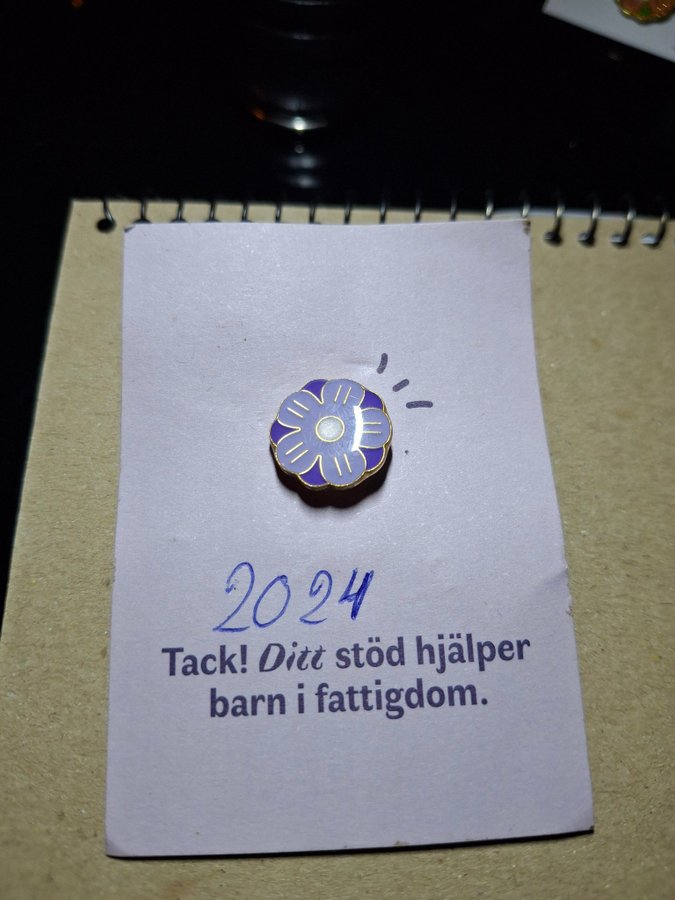 2024
Tack! Ditt stöd hjälper
barn i fattigdom.